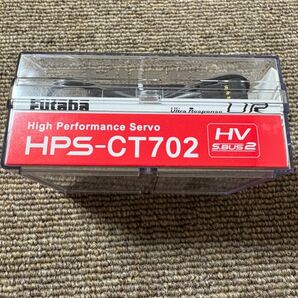 Futaba Ultra Response UR
High Performance Servo
HPS-CT702
HV
S.BUS2